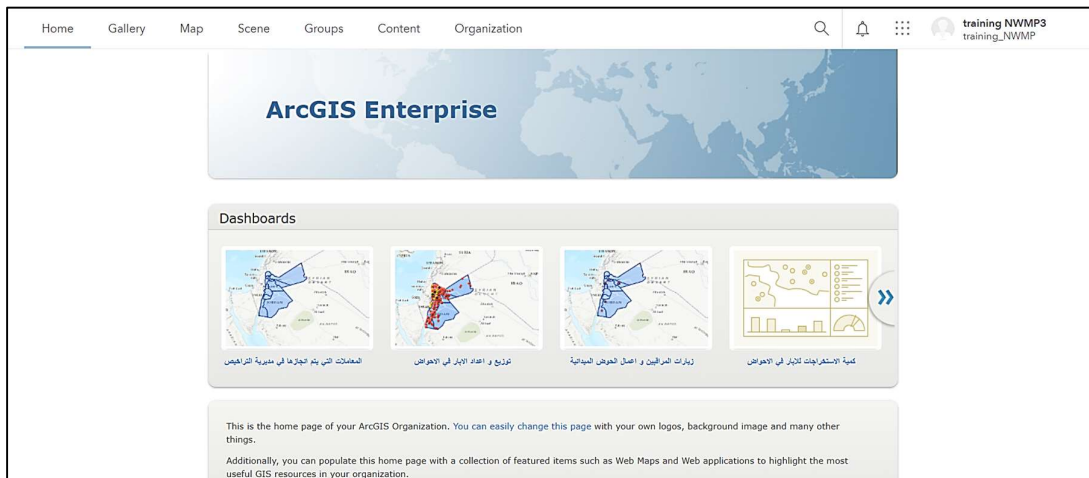 Home Gallery Map Scene Groups Content Organization
training NWMP3
training_NWMP
ArcGIS Enterprise
Dashboards
المعاملات التي يتم انجازها في مديرية التراخيص
توزيع و اعداد الابار في الاحواض
زيارات المراقبين و اعمال الحوض الميدانية
كمية الاستخراجات للابار في الاحواض
This is the home page of your ArcGIS Organization. You can easily change this page with your own logos, background image and many other
things.
Additionally, you can populate this home page with a collection of featured items such as Web Maps and Web applications to highlight the most
useful GIS resources in your organization.